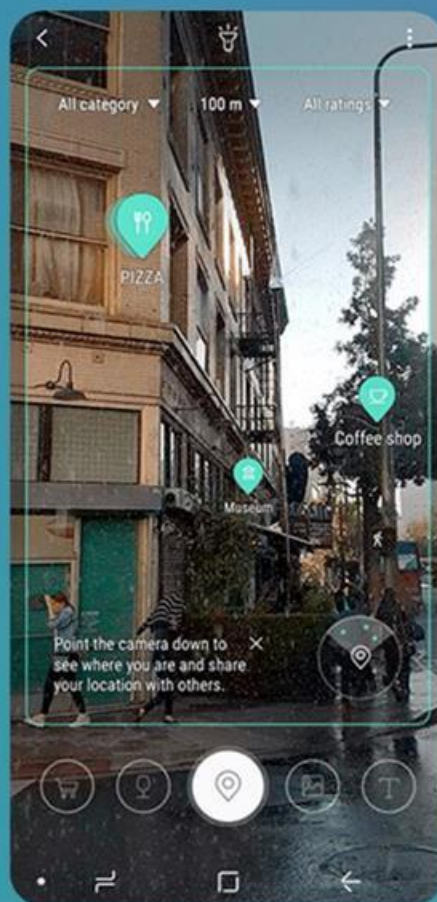 All category
100 m
All ratings
PIZZA
Coffee shop
Museum
Point the camera down to
see where you are and share
your location with others.
T